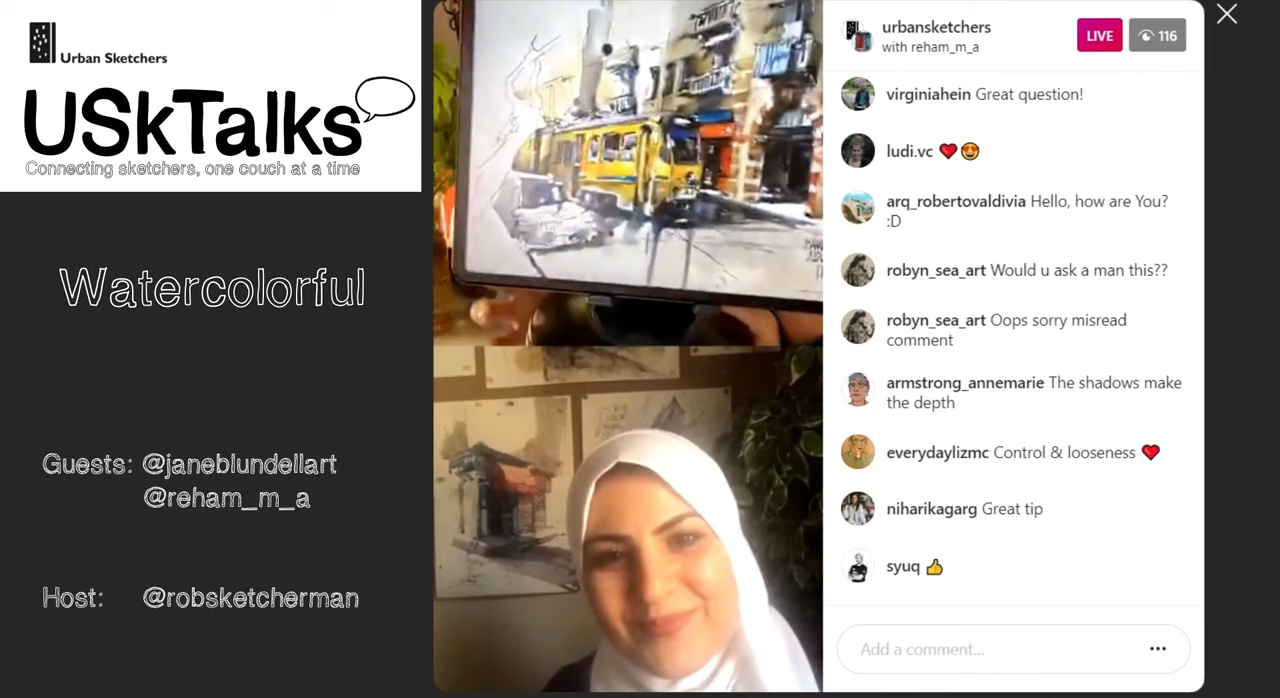 Urban Sketchers
USkTalks
Connecting sketchers, one couch at a time
Watercolorful
Guests: @janeblundellart
@reham_m_a
Host: @robsketcherman
urbansketchers
with reham_m_a
LIVE
116
virginiahein Great question!
ludi.vc ❤️😍
arq_robertovaldivia Hello, how are You?
:D
robyn_sea_art Would u ask a man this??
robyn_sea_art Oops sorry misread
comment
armstrong_annemarie The shadows make
the depth
everydaylizmc Control & looseness ❤️
niharikagarg Great tip
syuq 👍
Add a comment...